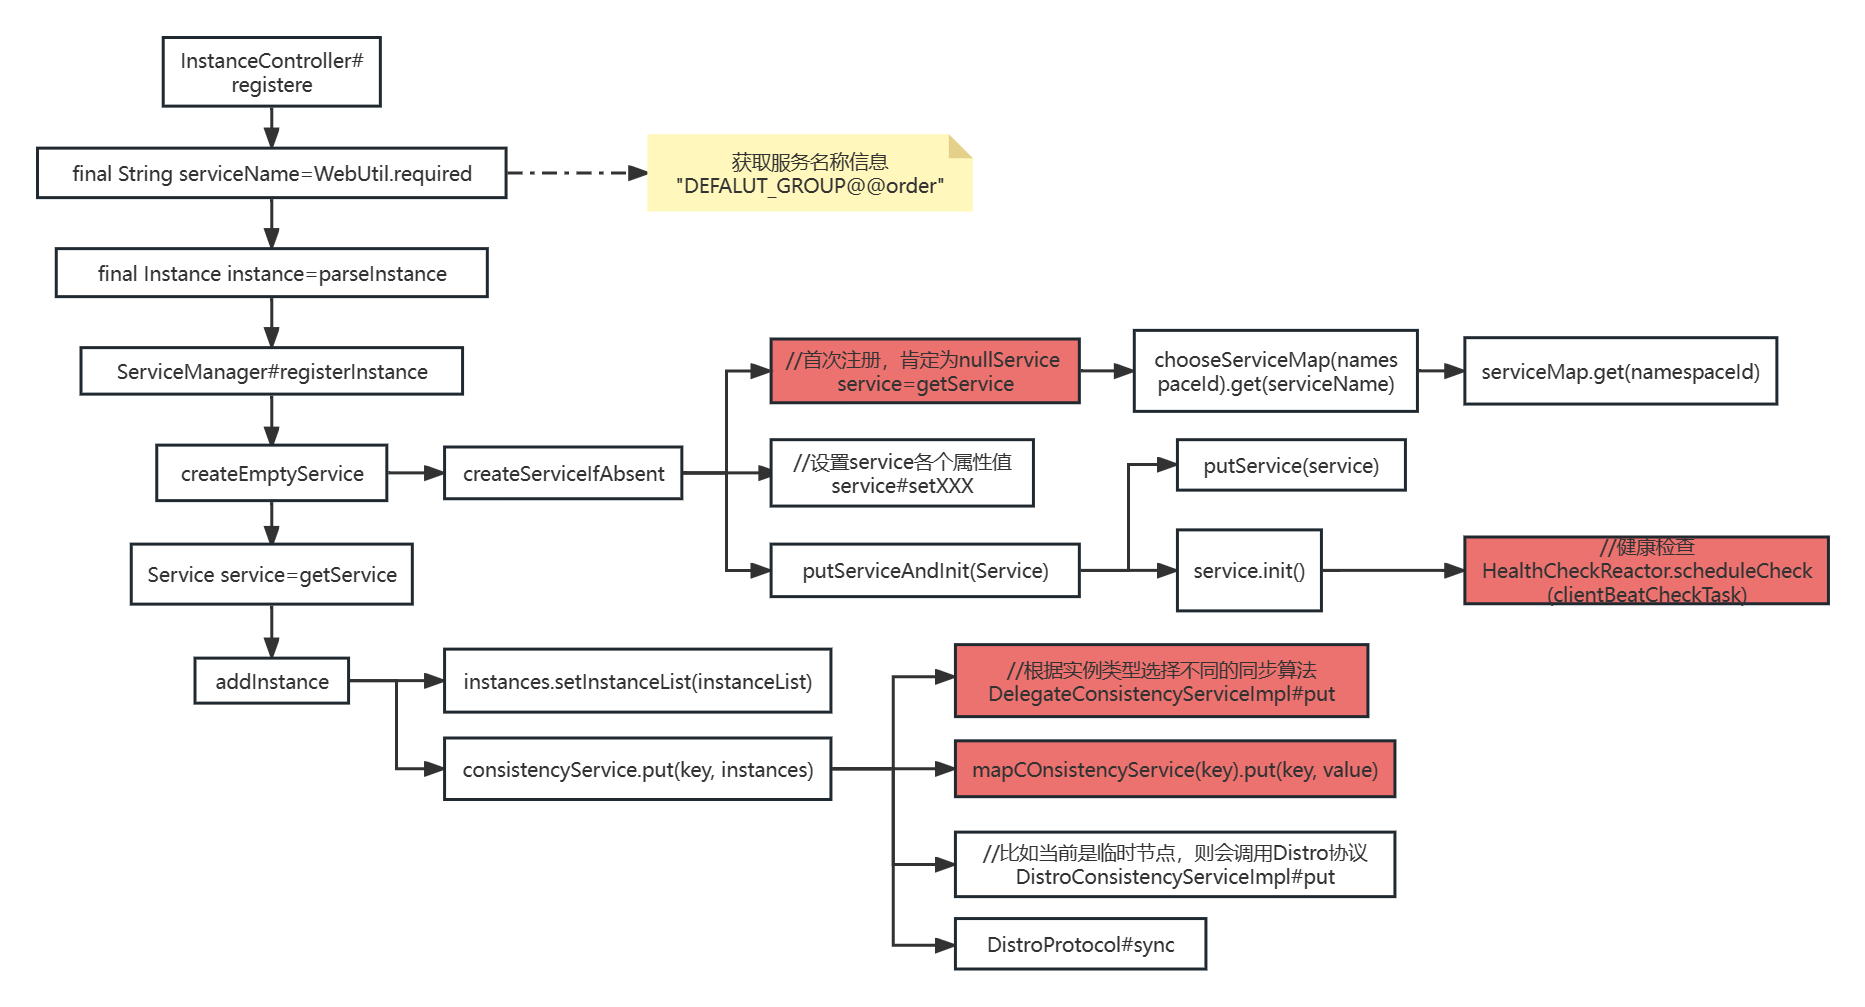 InstanceController#
registere
final String serviceName=WebUtil.required
获取服务名称信息
"DEFALUT_GROUP@@order"
final Instance instance=parseInstance
ServiceManager#registerInstance
createEmptyService
createServiceIfAbsent
//首次注册，肯定为nullService
service=getService
chooseServiceMap(names
paceId).get(serviceName)
serviceMap.get(namespaceId)
//设置service各个属性值
service#setXXX
putServiceAndInit(Service)
putService(service)
service.init()
//健康检查
HealthCheckReactor.scheduleCheck
(clientBeatCheckTask)
Service service=getService
addInstance
instances.setInstanceList(instanceList)
consistencyService.put(key, instances)
//根据实例类型选择不同的同步算法
DelegateConsistencyServiceImpl#put
mapCOnsistencyService(key).put(key, value)
//比如当前是临时节点，则会调用Distro协议
DistroConsistencyServiceImpl#put
DistroProtocol#sync